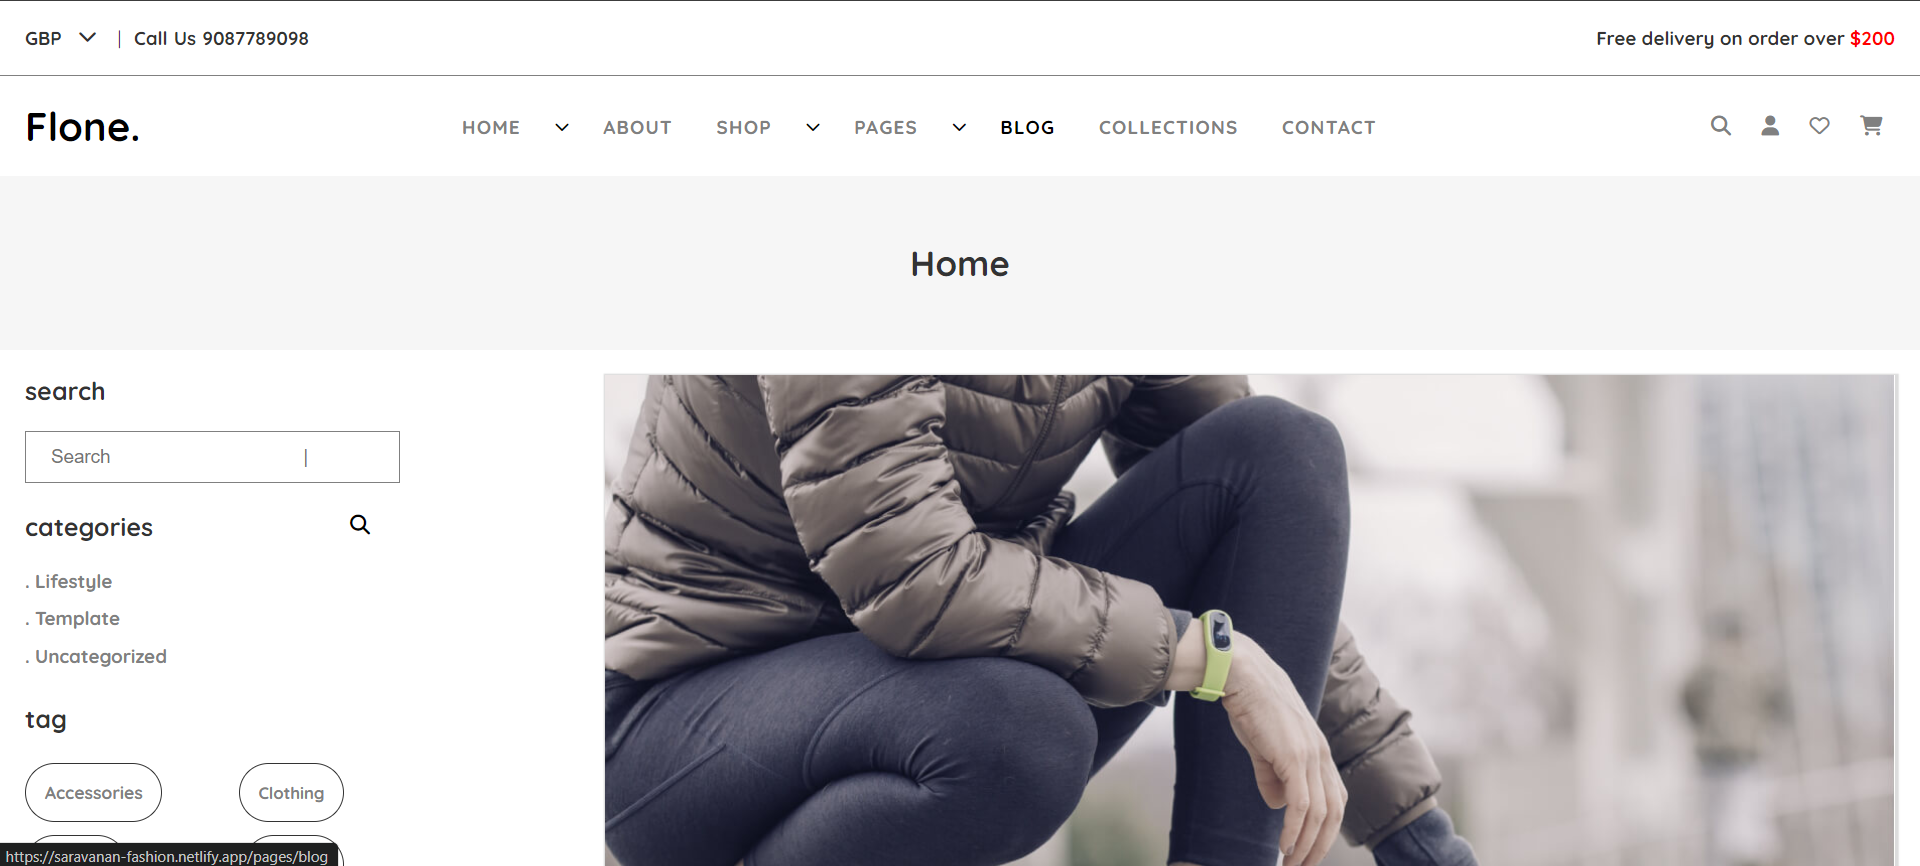 GBP | Call Us 9087789098
Free delivery on order over $200
Flone.
HOME ABOUT SHOP PAGES BLOG COLLECTIONS CONTACT
Home
search
Search |
categories
. Lifestyle
. Template
. Uncategorized
tag
Accessories Clothing
https://saravanan-fashion.netlify.app/pages/blog